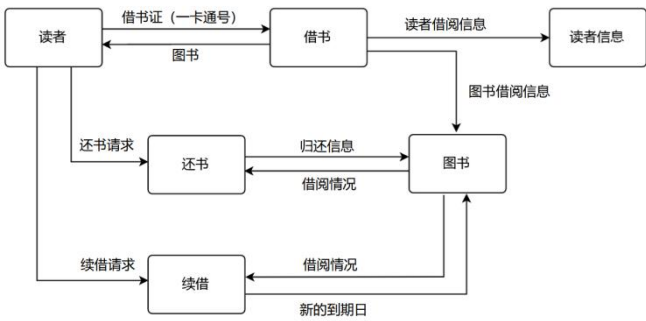 借书证（一卡通号）
读者
图书
借书
读者借阅信息
读者信息
图书借阅信息
还书请求
还书
归还信息
借阅情况
图书
续借请求
续借
借阅情况
新的到期日